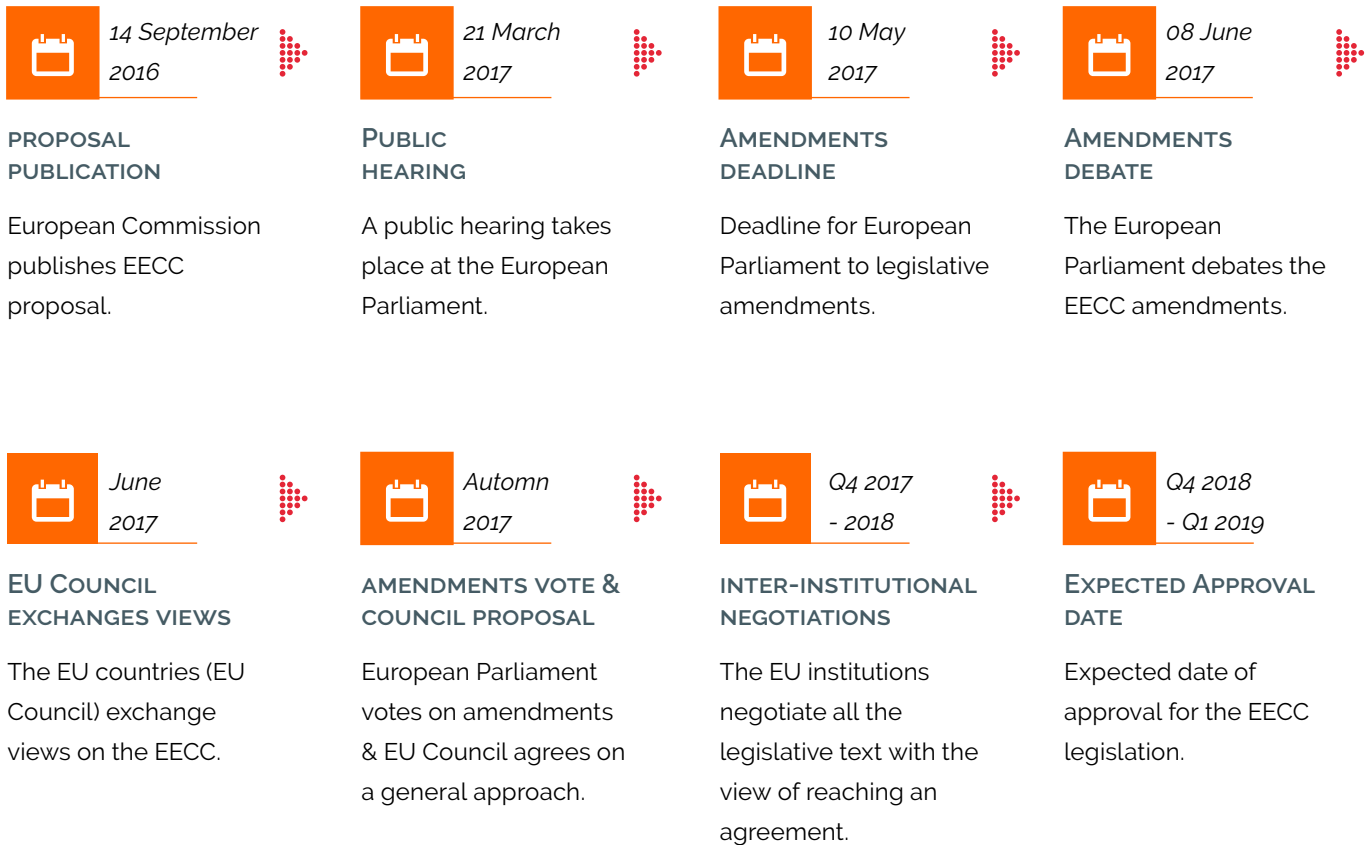 14 September
2016
PROPOSAL
PUBLICATION
European Commission
publishes EECC
proposal.
21 March
2017
PUBLIC
HEARING
A public hearing takes
place at the European
Parliament.
10 May
2017
AMENDMENTS
DEADLINE
Deadline for European
Parliament to legislative
amendments.
08 June
2017
AMENDMENTS
DEBATE
The European
Parliament debates the
EECC amendments.
June
2017
EU COUNCIL
EXCHANGES VIEWS
The EU countries (EU
Council) exchange
views on the EECC.
Automn
2017
AMENDMENTS VOTE &
COUNCIL PROPOSAL
European Parliament
votes on amendments
& EU Council agrees on
a general approach.
Q4 2017
- 2018
INTER-INSTITUTIONAL
NEGOTIATIONS
The EU institutions
negotiate all the
legislative text with the
view of reaching an
agreement.
Q4 2018
- Q1 2019
EXPECTED APPROVAL
DATE
Expected date of
approval for the EECC
legislation.